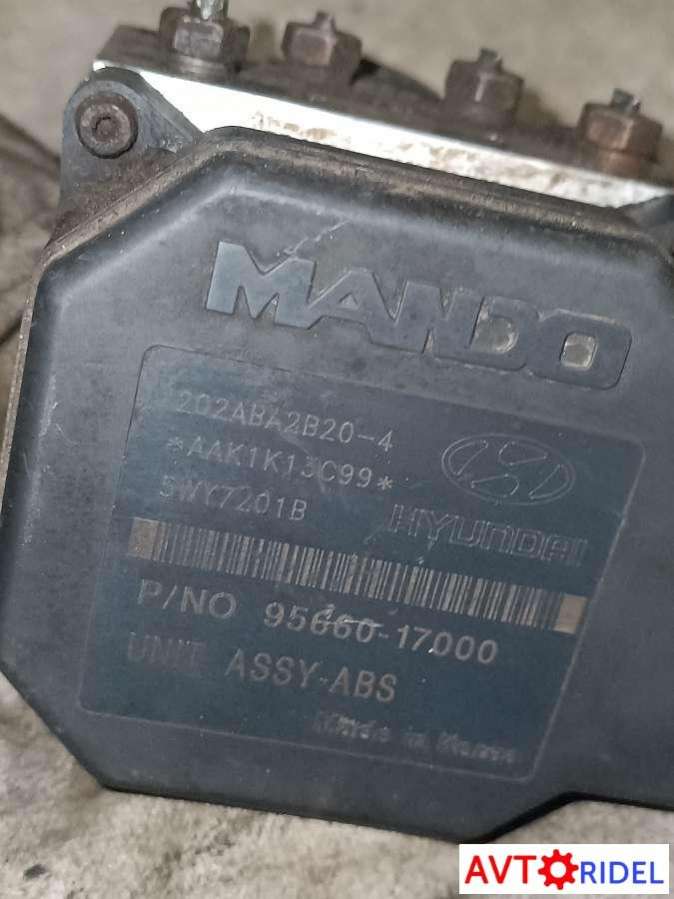 MANDO
202ABA2B20-4
*AAK1K13C99*
5WY7201B
HYUNDAI
P/NO 95660-17000
UNIT ASSY-ABS
Made in Korea
AVTORIDEL